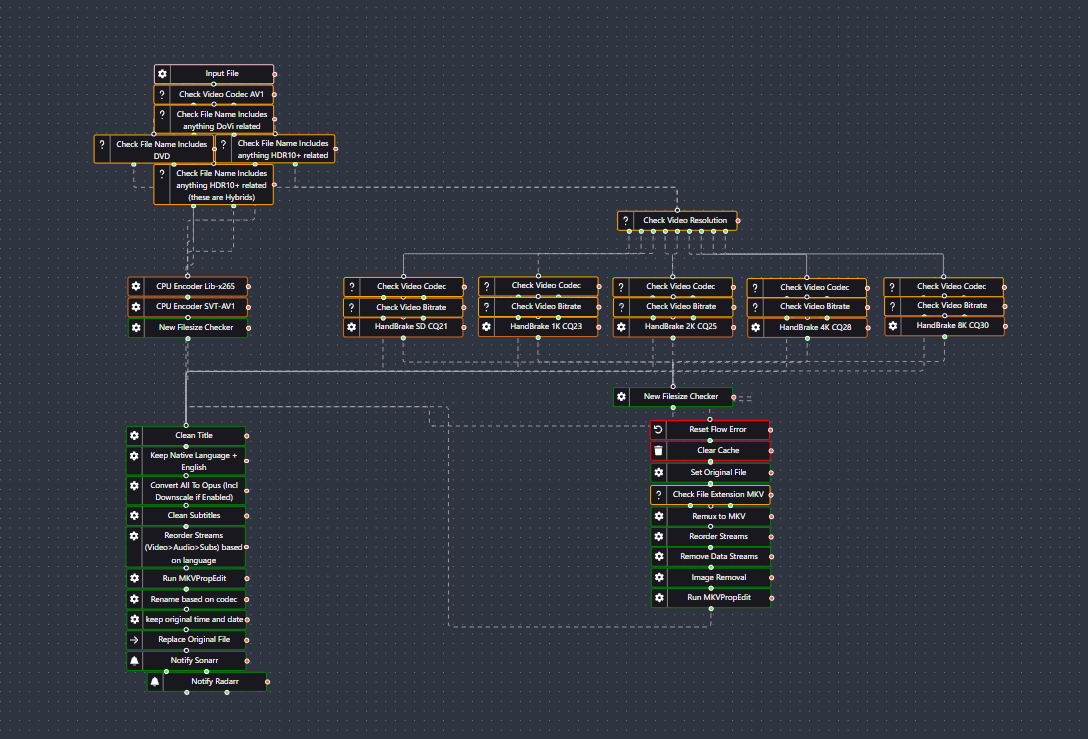 Input File
Check Video Codec AV1
Check File Name Includes
anything DoVi related
Check File Name Includes
DVD
Check File Name Includes
anything HDR10+ related
Check File Name Includes
anything HDR10+ related
(these are Hybrids)
Check Video Resolution
CPU Encoder Lib-x265
CPU Encoder SVT-AV1
New Filesize Checker
Check Video Codec
Check Video Bitrate
HandBrake SD CQ21
Check Video Codec
Check Video Bitrate
HandBrake 1K CQ23
Check Video Codec
Check Video Bitrate
HandBrake 2K CQ25
Check Video Codec
Check Video Bitrate
HandBrake 4K CQ28
Check Video Codec
Check Video Bitrate
HandBrake 8K CQ30
New Filesize Checker
Reset Flow Error
Clear Cache
Set Original File
Check File Extension MKV
Remux to MKV
Reorder Streams
Remove Data Streams
Image Removal
Run MKVPropEdit
Clean Title
Keep Native Language +
English
Convert All To Opus (Incl
Downscale if Enabled)
Clean Subtitles
Reorder Streams
(Video>Audio>Subs) based
on language
Run MKVPropEdit
Rename based on codec
keep original time and date
Replace Original File
Notify Sonarr
Notify Radarr